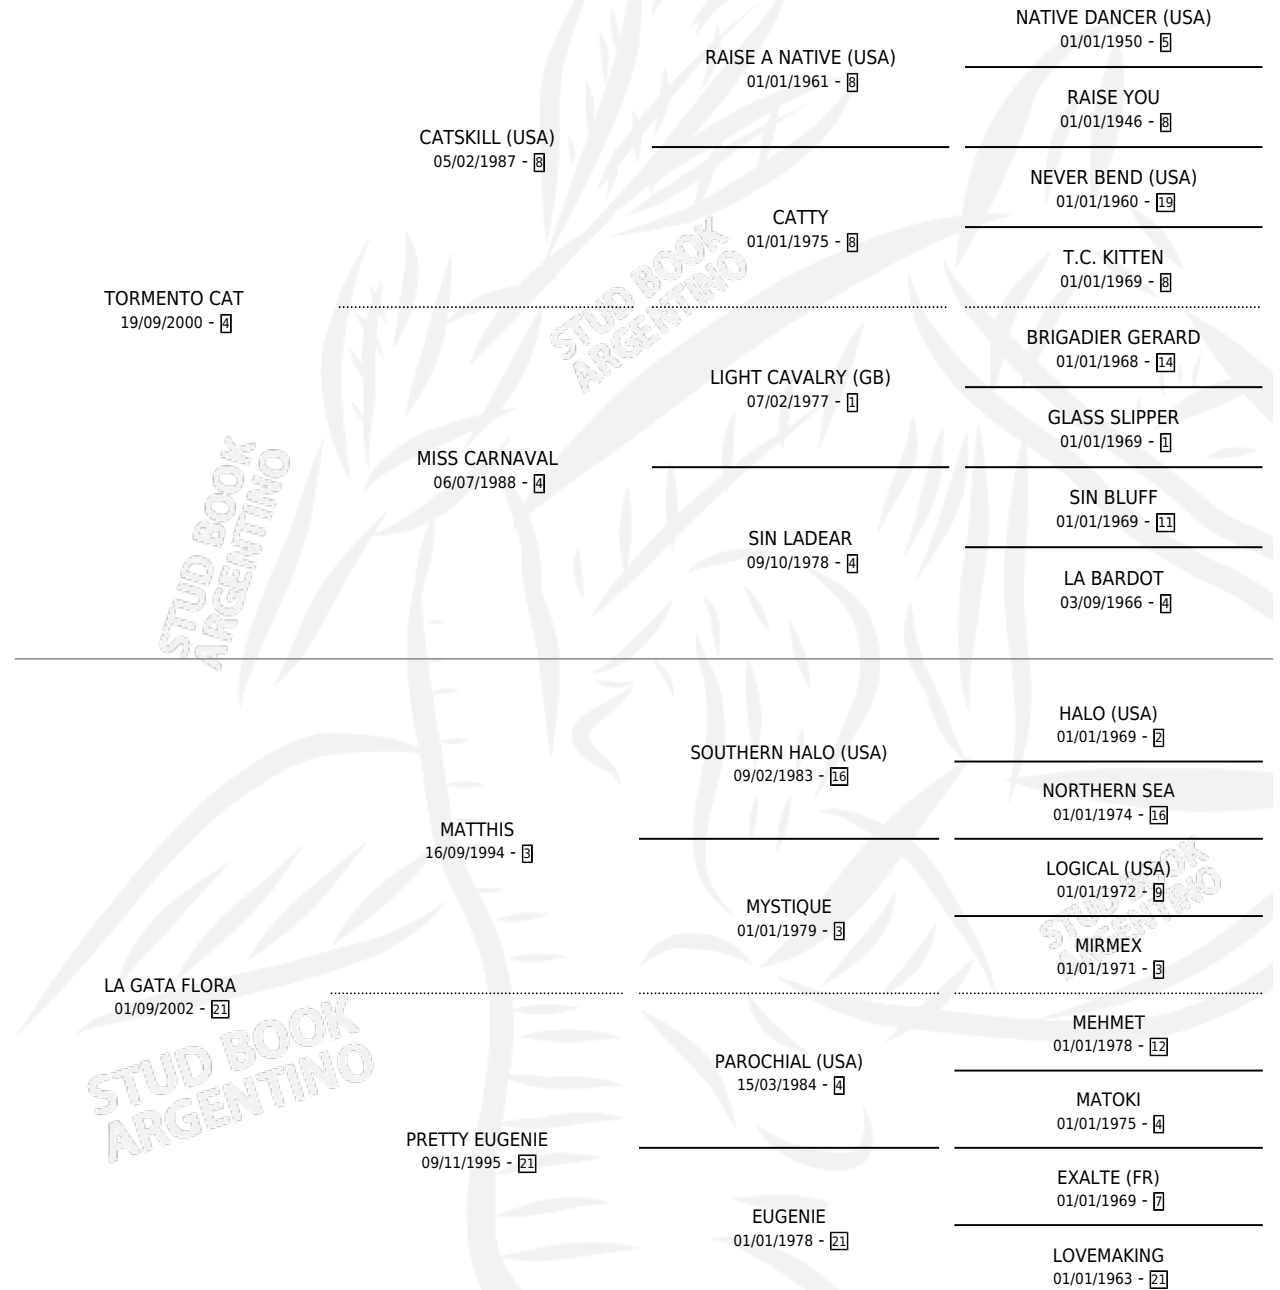 NATIVE DANCER (USA)
01/01/1950 - 5
RAISE A NATIVE (USA)
01/01/1961 - 8
RAISE YOU
01/01/1946 - 8
CATSKILL (USA)
05/02/1987 - 8
NEVER BEND (USA)
01/01/1960 - 19
CATTY
01/01/1975 - 8
T.C. KITTEN
01/01/1969 - 8
TORMENTO CAT
19/09/2000 - 4
STUD BOOK
ARGENTINO
BRIGADIER GERARD
01/01/1968 - 14
LIGHT CAVALRY (GB)
07/02/1977 - 1
GLASS SLIPPER
01/01/1969 - 1
MISS CARNAVAL
06/07/1988 - 4
SIN BLUFF
01/01/1969 - 11
SIN LADEAR
09/10/1978 - 4
LA BARDOT
03/09/1966 - 4
STUD BOOK
ARGENTINO
HALO (USA)
01/01/1969 - 2
SOUTHERN HALO (USA)
09/02/1983 - 16
NORTHERN SEA
01/01/1974 - 16
MATTHIS
16/09/1994 - 3
LOGICAL (USA)
01/01/1972 - 9
MYSTIQUE
01/01/1979 - 3
MIRMEX
01/01/1971 - 3
STUD BOOK
ARGENTINO
LA GATA FLORA
01/09/2002 - 21
STUD BOOK
ARGENTINO
MEHMET
01/01/1978 - 12
PAROCHIAL (USA)
15/03/1984 - 4
MATOKI
01/01/1975 - 4
PRETTY EUGENIE
09/11/1995 - 21
EXALTE (FR)
01/01/1969 - 7
EUGENIE
01/01/1978 - 21
LOVEMAKING
01/01/1963 - 21